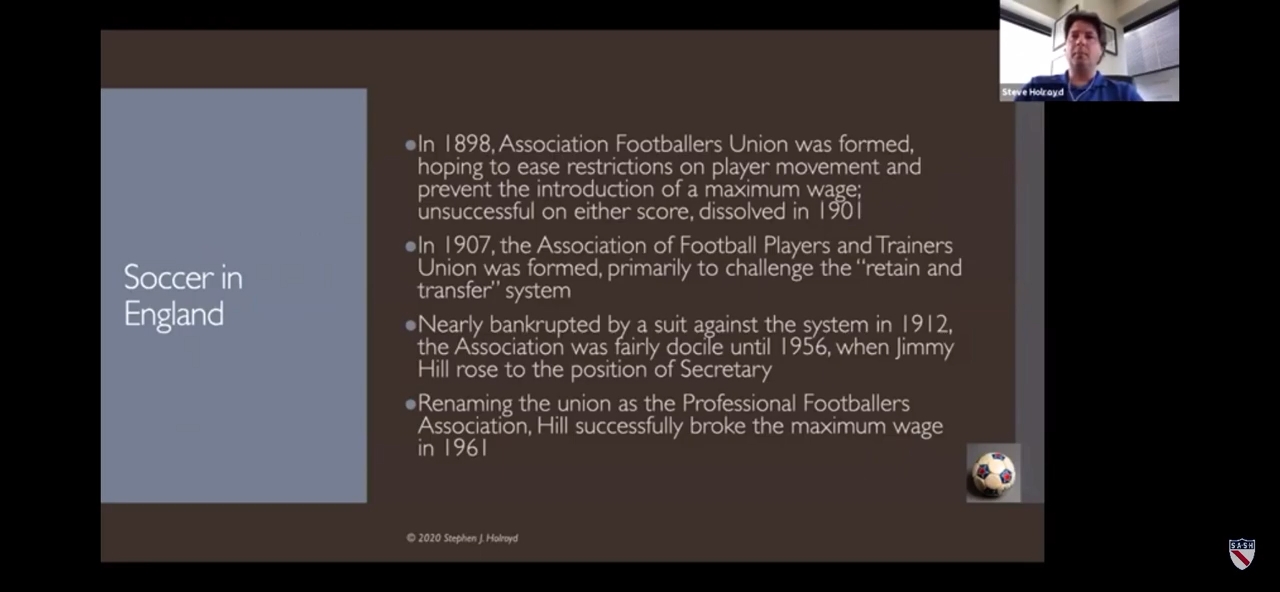 Steve Holroyd
Soccer in
England
In 1898, Association Footballers Union was formed,
hoping to ease restrictions on player movement and
prevent the introduction of a maximum wage;
unsuccessful on either score, dissolved in 1901
In 1907, the Association of Football Players and Trainers
Union was formed, primarily to challenge the “retain and
transfer” system
Nearly bankrupted by a suit against the system in 1912,
the Association was fairly docile until 1956, when Jimmy
Hill rose to the position of Secretary
Renaming the union as the Professional Footballers
Association, Hill successfully broke the maximum wage
in 1961
© 2020 Stephen J. Holroyd
SASH